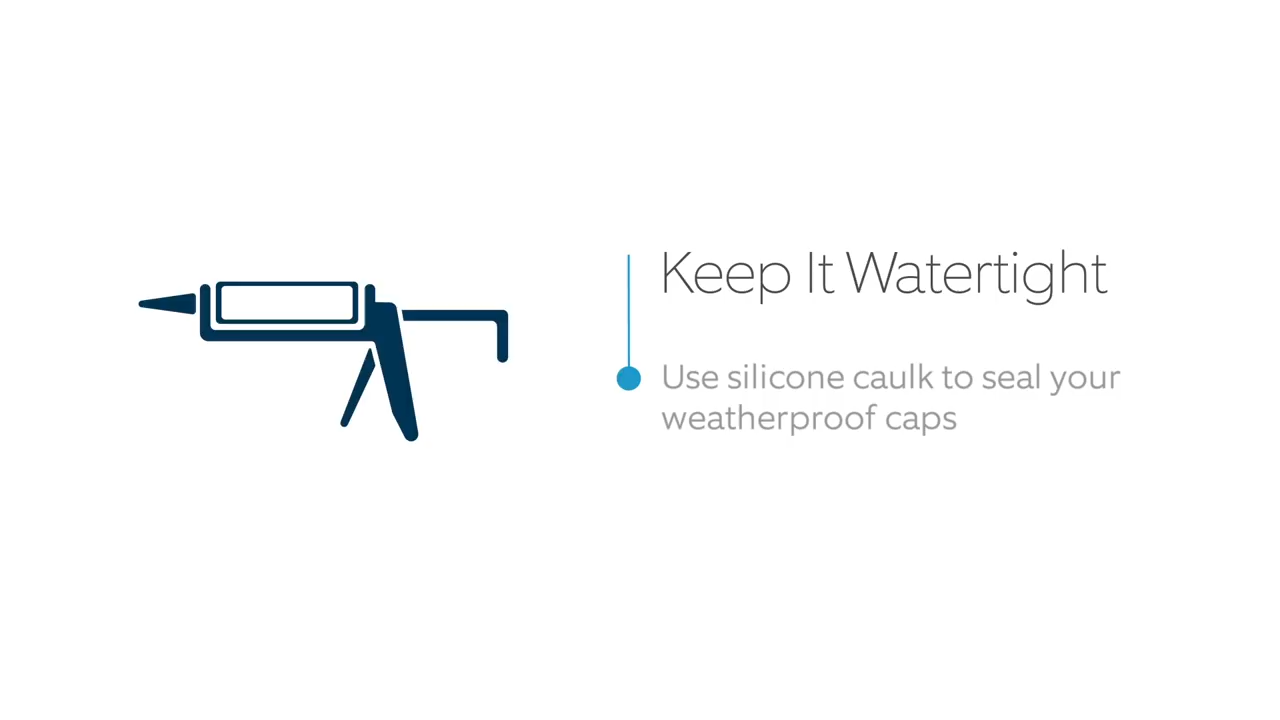 Keep It Watertight
Use silicone caulk to seal your
weatherproof caps